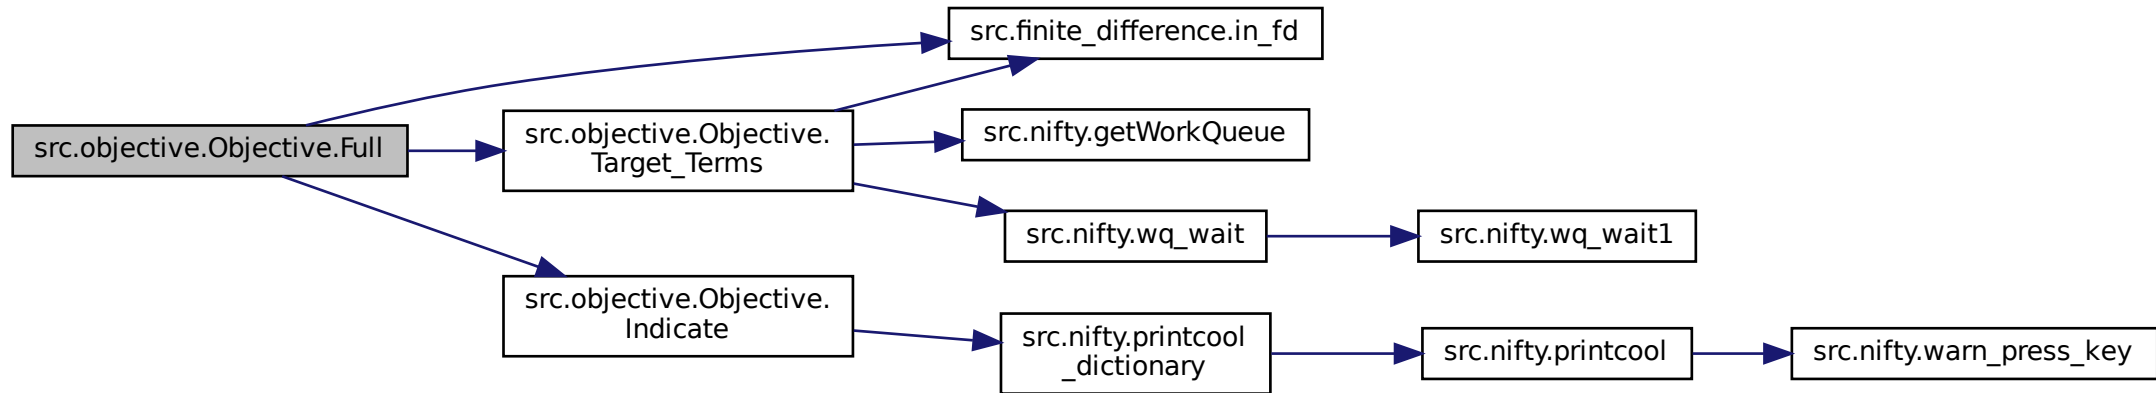 src.finite_difference.in_fd
src.objective.Objective.Full
src.objective.Objective.
Target_Terms
src.nifty.getWorkQueue
src.nifty.wq_wait
src.nifty.wq_wait1
src.objective.Objective.
Indicate
src.nifty.printcool
_dictionary
src.nifty.printcool
src.nifty.warn_press_key